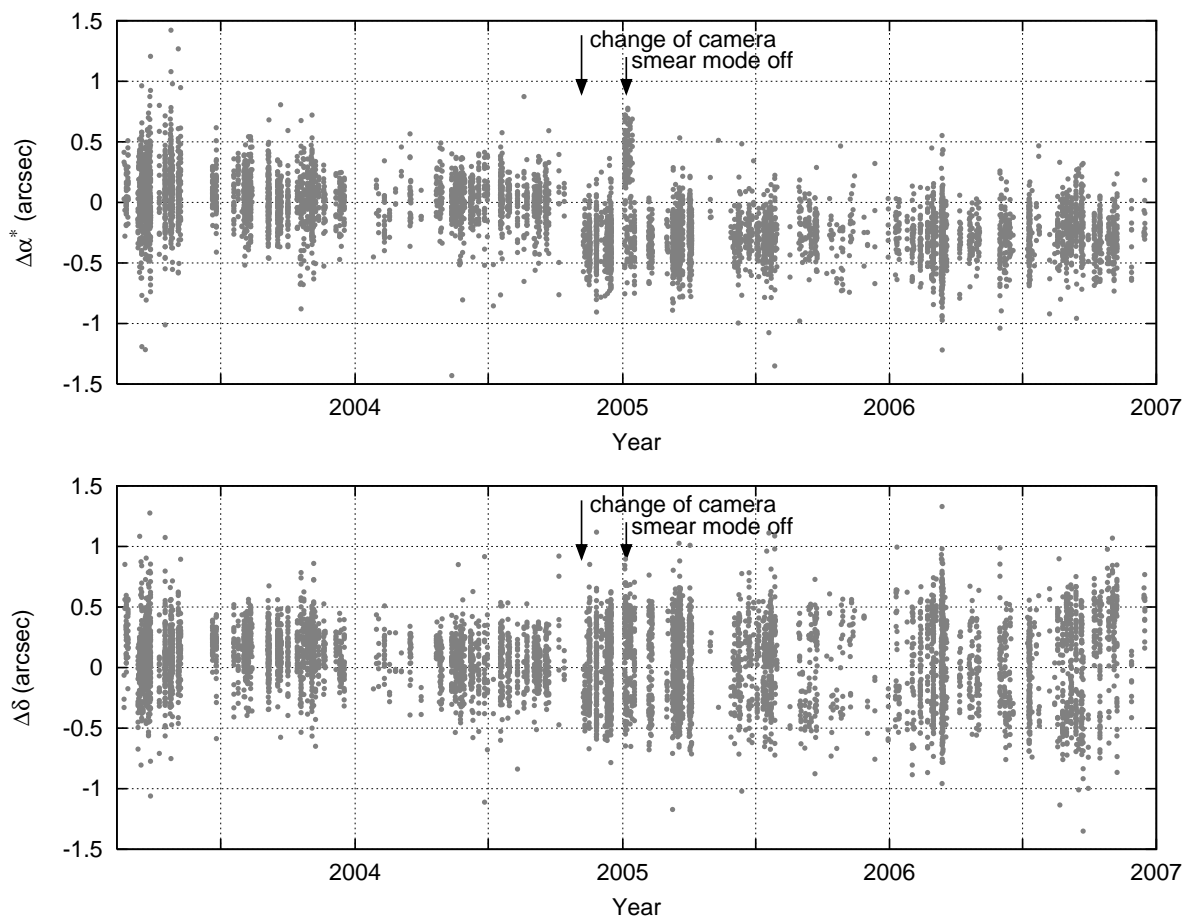 1.5
1
0.5
0
-0.5
-1
-1.5
Δα* (arcsec)
change of camera
smear mode off
2004
2005
2006
2007
Year
1.5
1
0.5
0
-0.5
-1
-1.5
Δδ (arcsec)
change of camera
smear mode off
2004
2005
2006
2007
Year